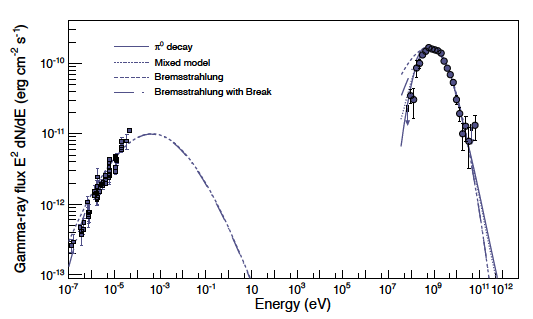 π⁰ decay
Mixed model
Bremsstrahlung
Bremsstrahlung with Break
Gamma-ray flux E² dN/dE (erg cm⁻² s⁻¹)
10⁻¹⁰
10⁻¹¹
10⁻¹²
10⁻¹³
10⁻⁷ 10⁻⁵ 10⁻³ 10⁻¹ 10 10³ 10⁵ 10⁷ 10⁹ 10¹¹ 10¹²
Energy (eV)